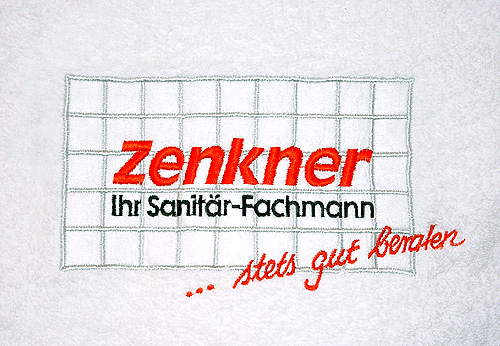 Zenkner
Ihr Sanitär-Fachmann
... stets gut beraten